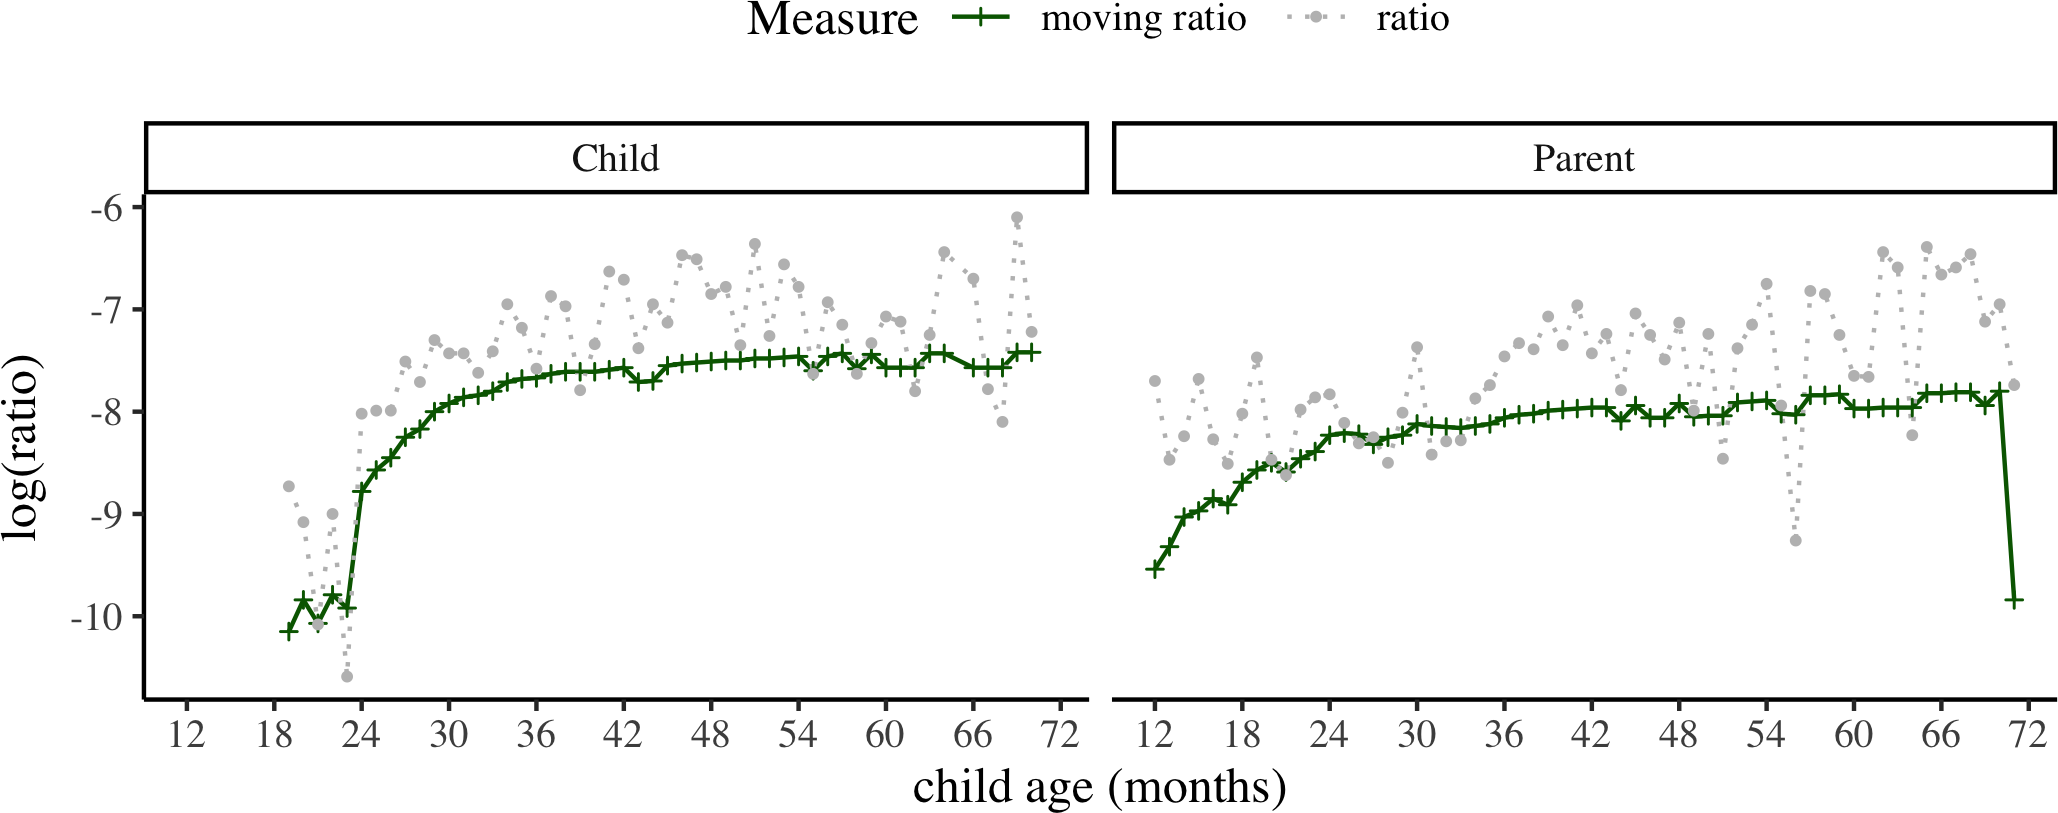 Measure moving ratio ratio
Child Parent
-6
-7
-8
-9
-10
log(ratio)
12 18 24 30 36 42 48 54 60 66 72 12 18 24 30 36 42 48 54 60 66 72
child age (months)